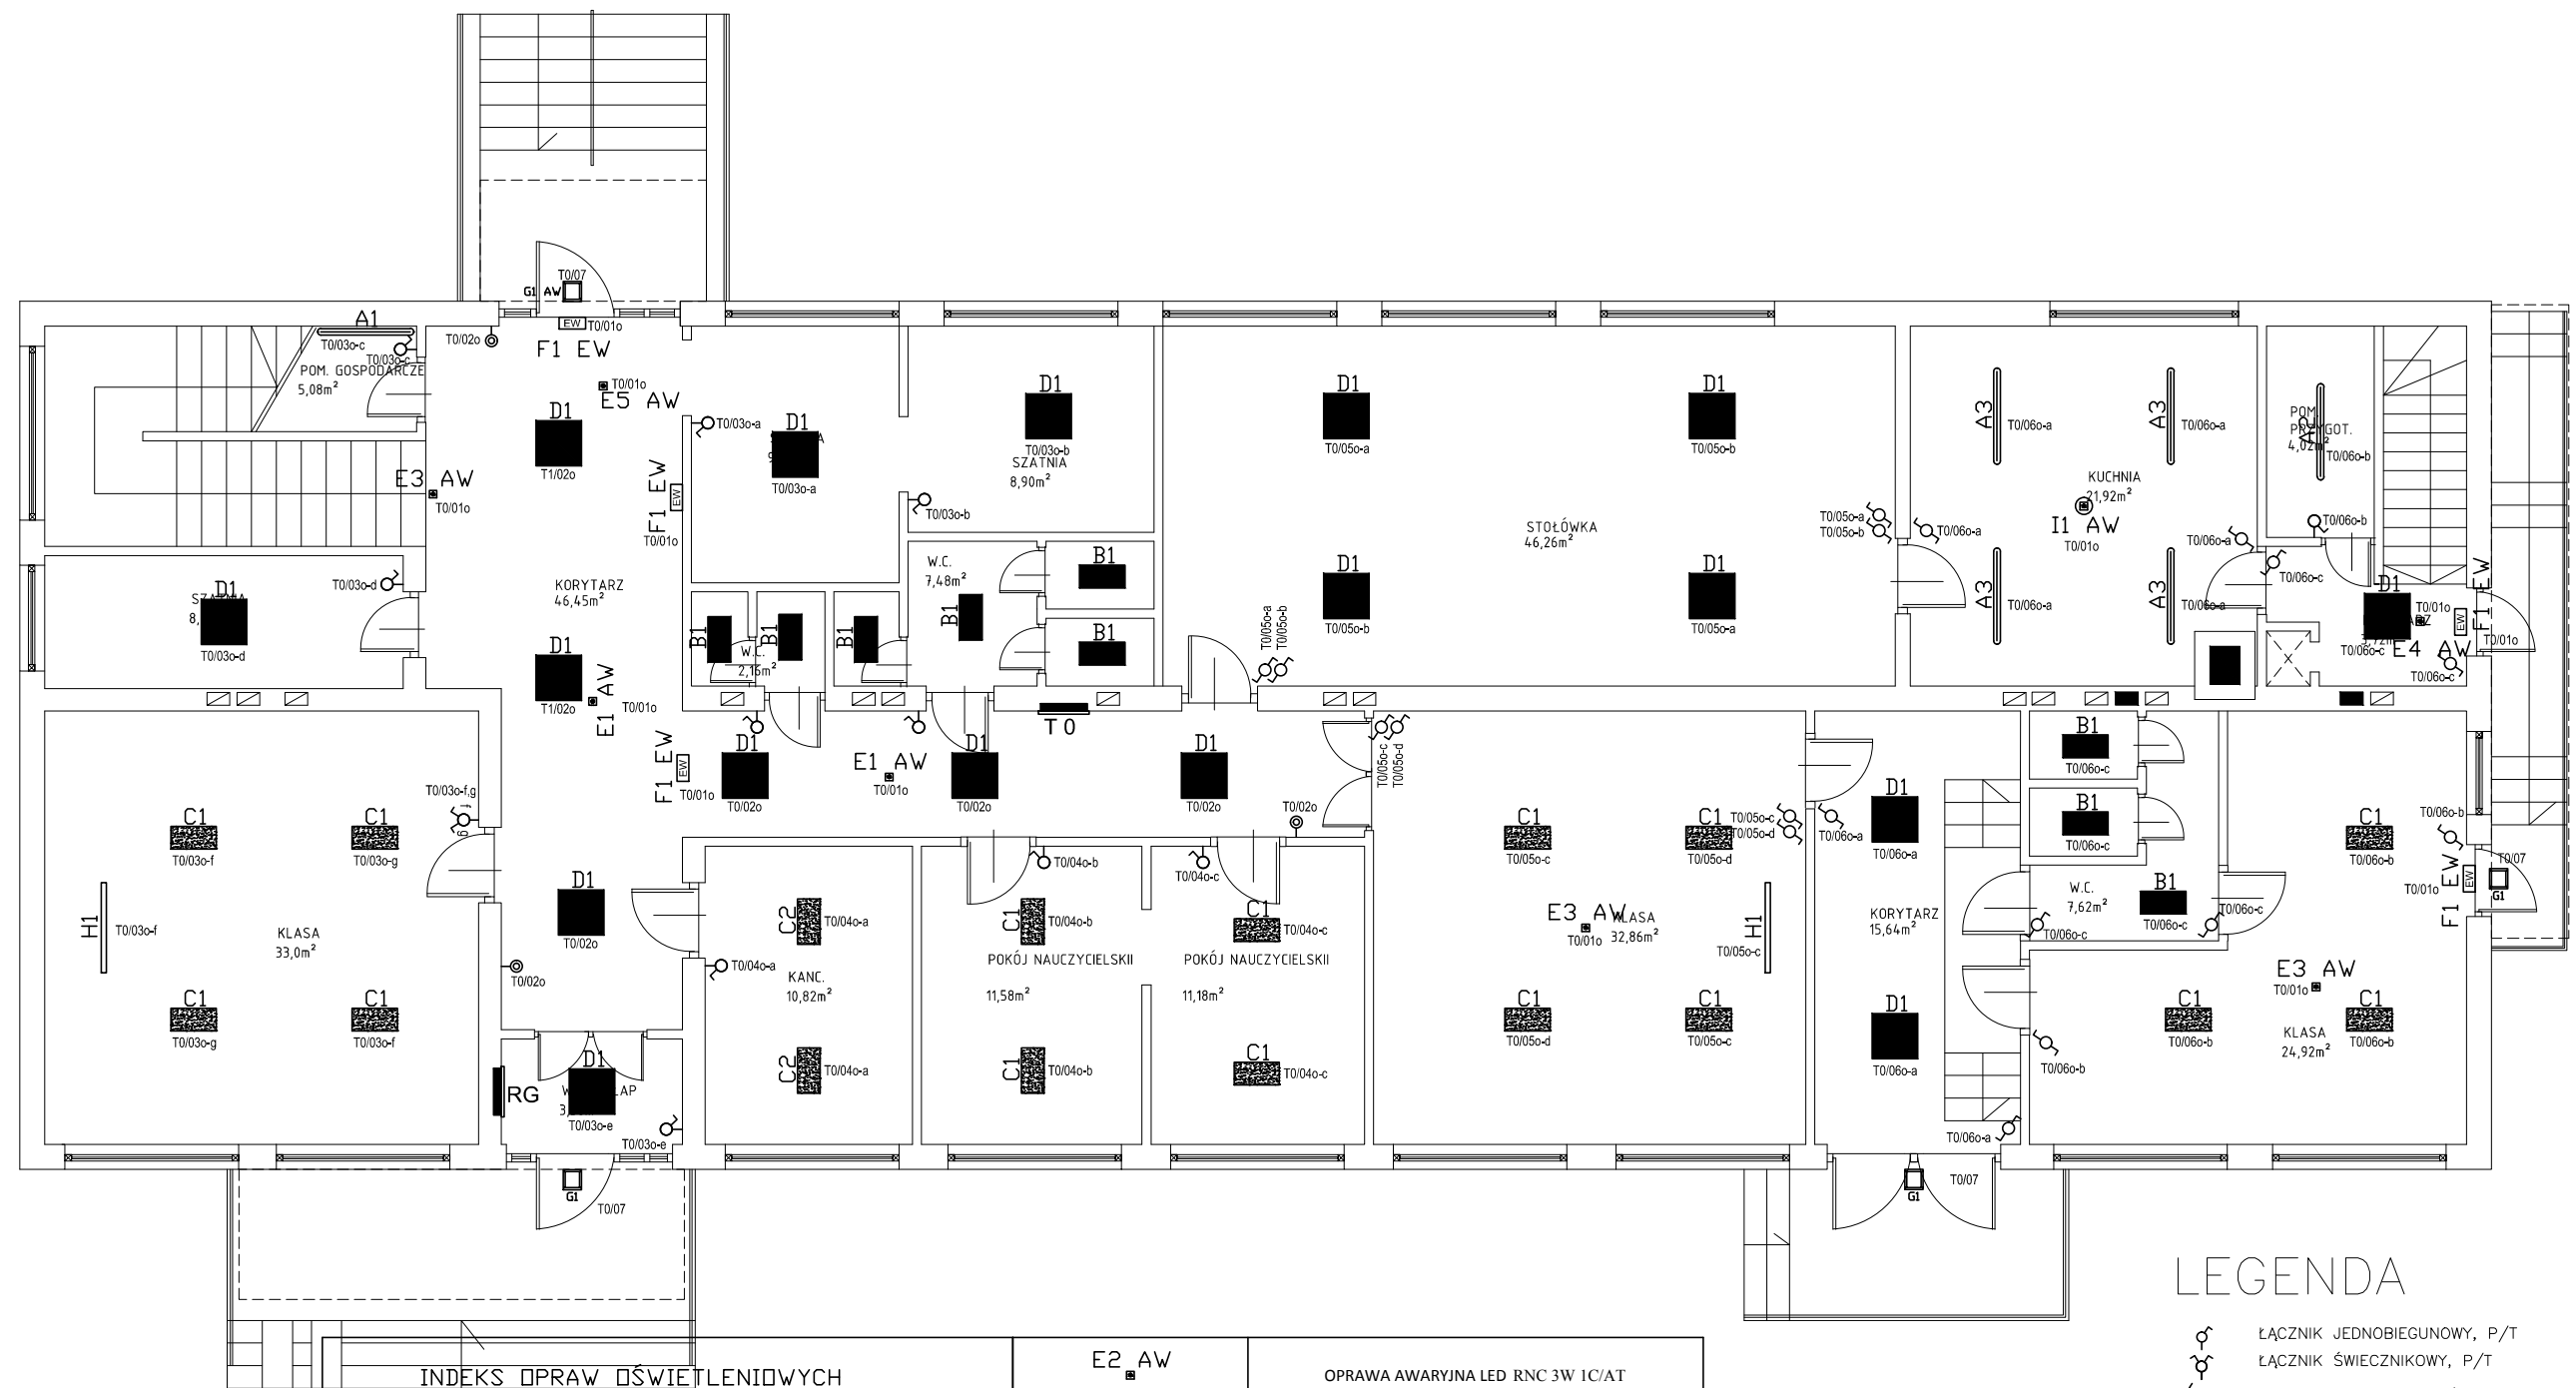 T0/07
G1 AW
EW
T0/01o
F1 EW
T0/02o
A1
T0/03o-c
T0/03o-c
POM. GOSPODARCZE
5,08m²
T0/01o
E5 AW
D1
T1/02o
E3 AW
T0/01o
F1 EW
EW
T0/01o
T0/03o-a
D1
T0/03o-a
D1
T0/03o-b
SZATNIA
8,90m²
T0/03o-b
D1
T0/05o-a
D1
T0/05o-b
STOŁÓWKA
46,26m²
D1
T0/05o-b
D1
T0/05o-a
T0/05o-a
T0/05o-b
T0/05o-a
T0/05o-b
T0/06o-a
A3
T0/06o-a
A3
T0/06o-a
KUCHNIA
21,92m²
I1 AW
T0/01o
A3
T0/06o-a
A3
T0/06o-a
T0/06o-a
POM.
PRZYGOT.
4,02m²
T0/06o-b
T0/06o-b
T0/06o-c
D1
T0/01o
EW
F1 EW
T0/01o
E4 AW
T0/06o-c
T0/06o-c
D1
T0/03o-d
T0/03o-d
KORYTARZ
46,45m²
D1
T1/02o
E1 AW
T0/01o
B1
B1
W.C.
2,16m²
B1
W.C.
7,48m²
B1
B1
B1
T0
F1 EW
EW
T0/01o
D1
T0/02o
E1 AW
T0/01o
D1
T0/02o
D1
T0/02o
T0/02o
T0/05o-c
T0/05o-d
T0/03o-f,g
f
g
C1
T0/03o-f
C1
T0/03o-g
H1
T0/03o-f
KLASA
33,0m²
C1
T0/03o-g
C1
T0/03o-f
D1
T0/02o
T0/02o
D1
T0/03o-e
RG
T0/03o-e
G1
T0/07
T0/04o-a
C2
T0/04o-a
KANC.
10,82m²
C2
T0/04o-a
T0/04o-b
C1
T0/04o-b
POKÓJ NAUCZYCIELSKII
11,58m²
C1
T0/04o-b
T0/04o-c
C1
T0/04o-c
POKÓJ NAUCZYCIELSKII
11,18m²
C1
T0/04o-c
C1
T0/05o-c
C1
T0/05o-d
T0/05o-c
T0/05o-d
E3 AW
T0/01o
KLASA
32,86m²
H1
T0/05o-c
C1
T0/05o-d
C1
T0/05o-c
T0/06o-a
D1
T0/06o-a
KORYTARZ
15,64m²
D1
T0/06o-a
T0/06o-a
G1
T0/07
B1
T0/06o-c
B1
T0/06o-c
W.C.
7,62m²
B1
T0/06o-c
T0/06o-c
T0/06o-c
C1
T0/06o-b
T0/06o-b
T0/01o
F1 EW
EW
T0/07
G1
E3 AW
T0/01o
C1
T0/06o-b
C1
T0/06o-b
KLASA
24,92m²
T0/06o-b
INDEKS OPRAW OŚWIETLENIOWYCH
E2 AW
OPRAWA AWARYJNA LED RNC 3W 1C/AT
LEGENDA
ŁĄCZNIK JEDNOBIEGUNOWY, P/T
ŁĄCZNIK ŚWIECZNIKOWY, P/T